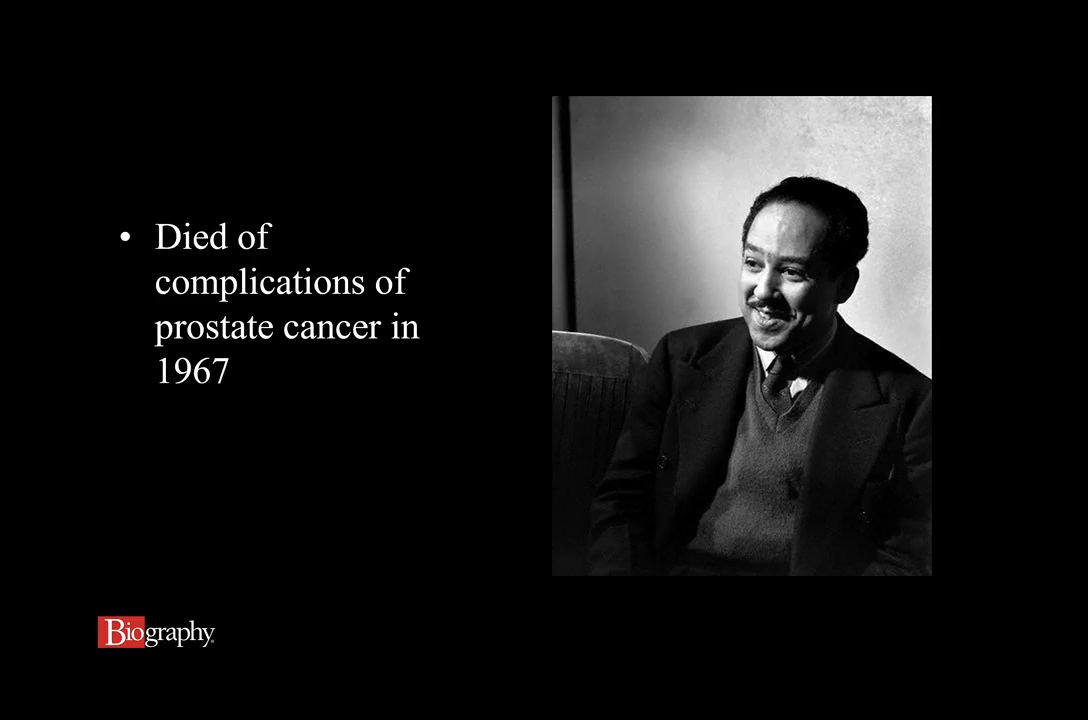 • Died of
complications of
prostate cancer in
1967
Biography